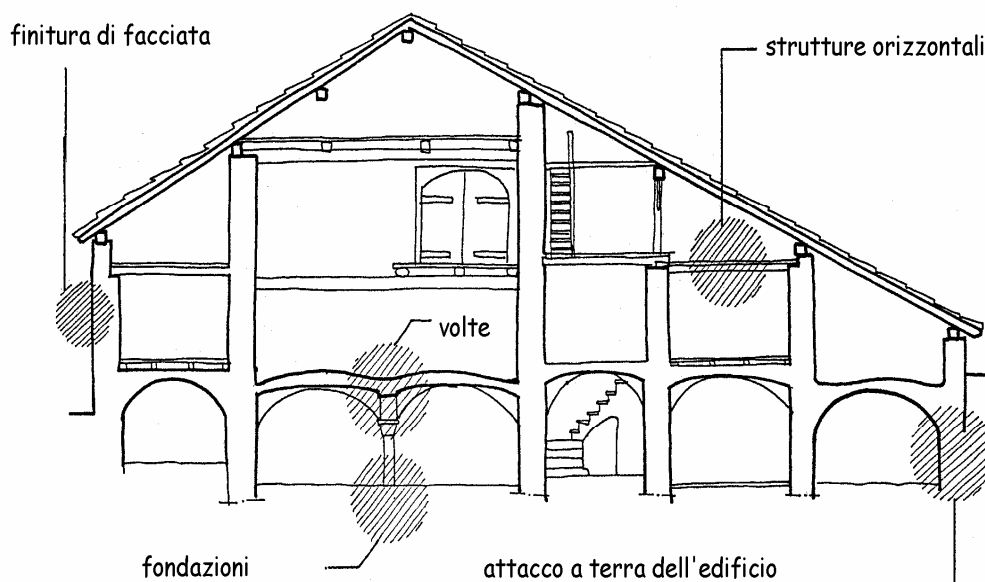 finitura di facciata
strutture orizzontali
volte
fondazioni
attacco a terra dell'edificio